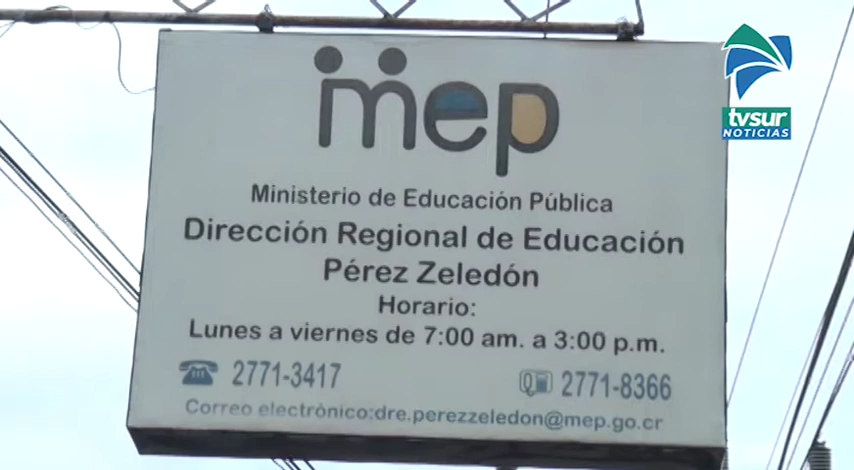 mep
Ministerio de Educación Pública
Dirección Regional de Educación
Pérez Zeledón
Horario:
Lunes a viernes de 7:00 am. a 3:00 p.m.
2771-3417 2771-8366
Correo electrónico:dre.perezzeledon@mep.go.cr
tvsur
NOTICIAS